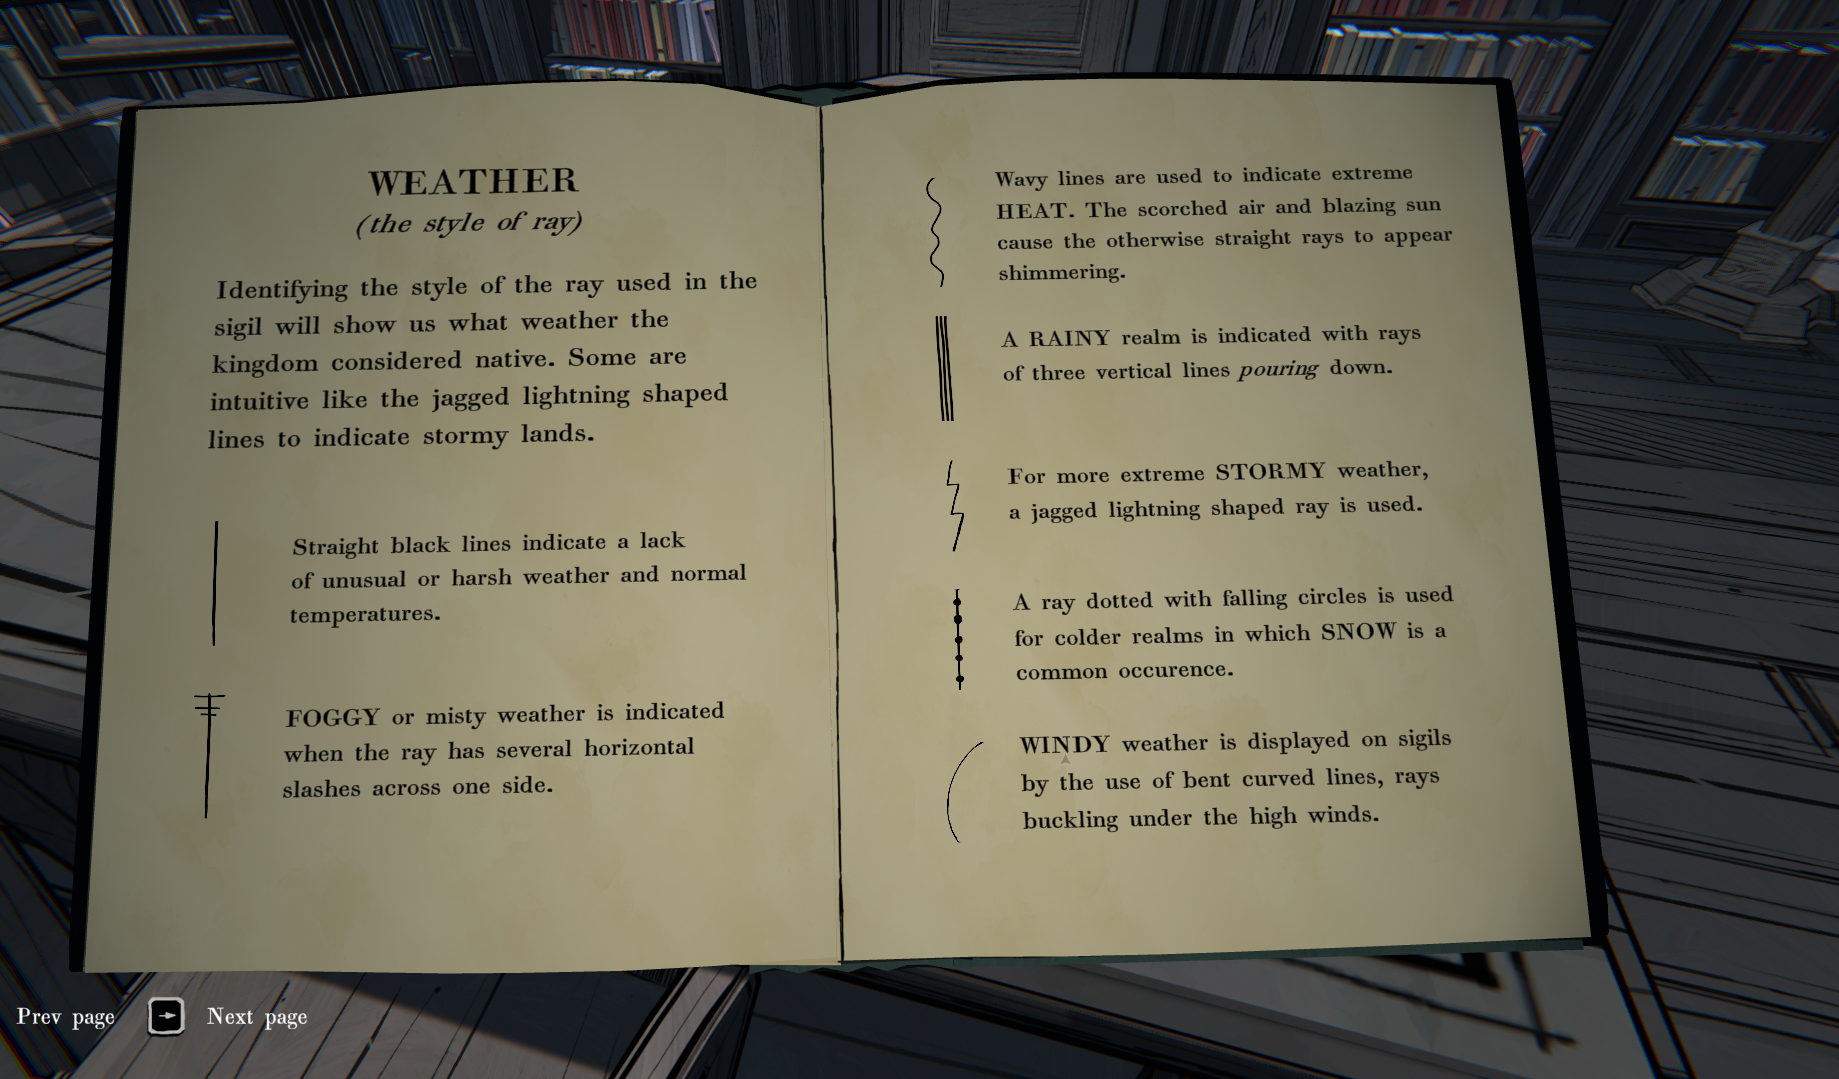 WEATHER
(the style of ray)
Identifying the style of the ray used in the
sigil will show us what weather the
kingdom considered native. Some are
intuitive like the jagged lightning shaped
lines to indicate stormy lands.
Straight black lines indicate a lack
of unusual or harsh weather and normal
temperatures.
FOGGY or misty weather is indicated
when the ray has several horizontal
slashes across one side.
Wavy lines are used to indicate extreme
HEAT. The scorched air and blazing sun
cause the otherwise straight rays to appear
shimmering.
A RAINY realm is indicated with rays
of three vertical lines pouring down.
For more extreme STORMY weather,
a jagged lightning shaped ray is used.
A ray dotted with falling circles is used
for colder realms in which SNOW is a
common occurence.
WINDY weather is displayed on sigils
by the use of bent curved lines, rays
buckling under the high winds.
Prev page Next page